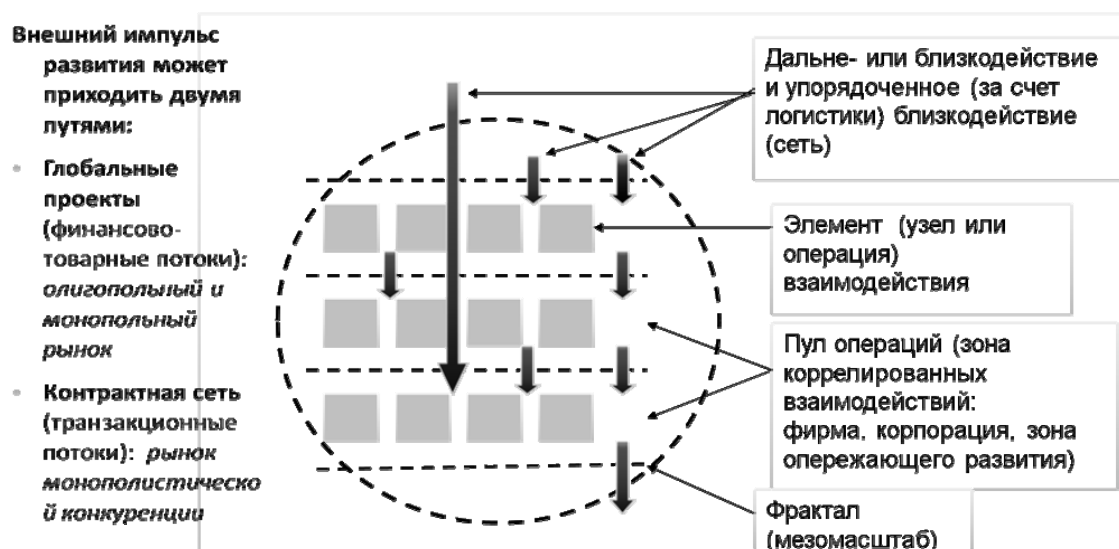 Внешний импульс
развития может
приходить двумя
путями:
• Глобальные
проекты
(финансово-
товарные потоки):
олигопольный и
монопольный
рынок
• Контрактная сеть
(транзакционные
потоки): рынок
монополистическо
й конкуренции
Дальне- или близкодействие
и упорядоченное (за счет
логистики) близкодействие
(сеть)
Элемент (узел или
операция)
взаимодействия
Пул операций (зона
коррелированных
взаимодействий:
фирма, корпорация, зона
опережающего развития)
Фрактал
(мезомасштаб)